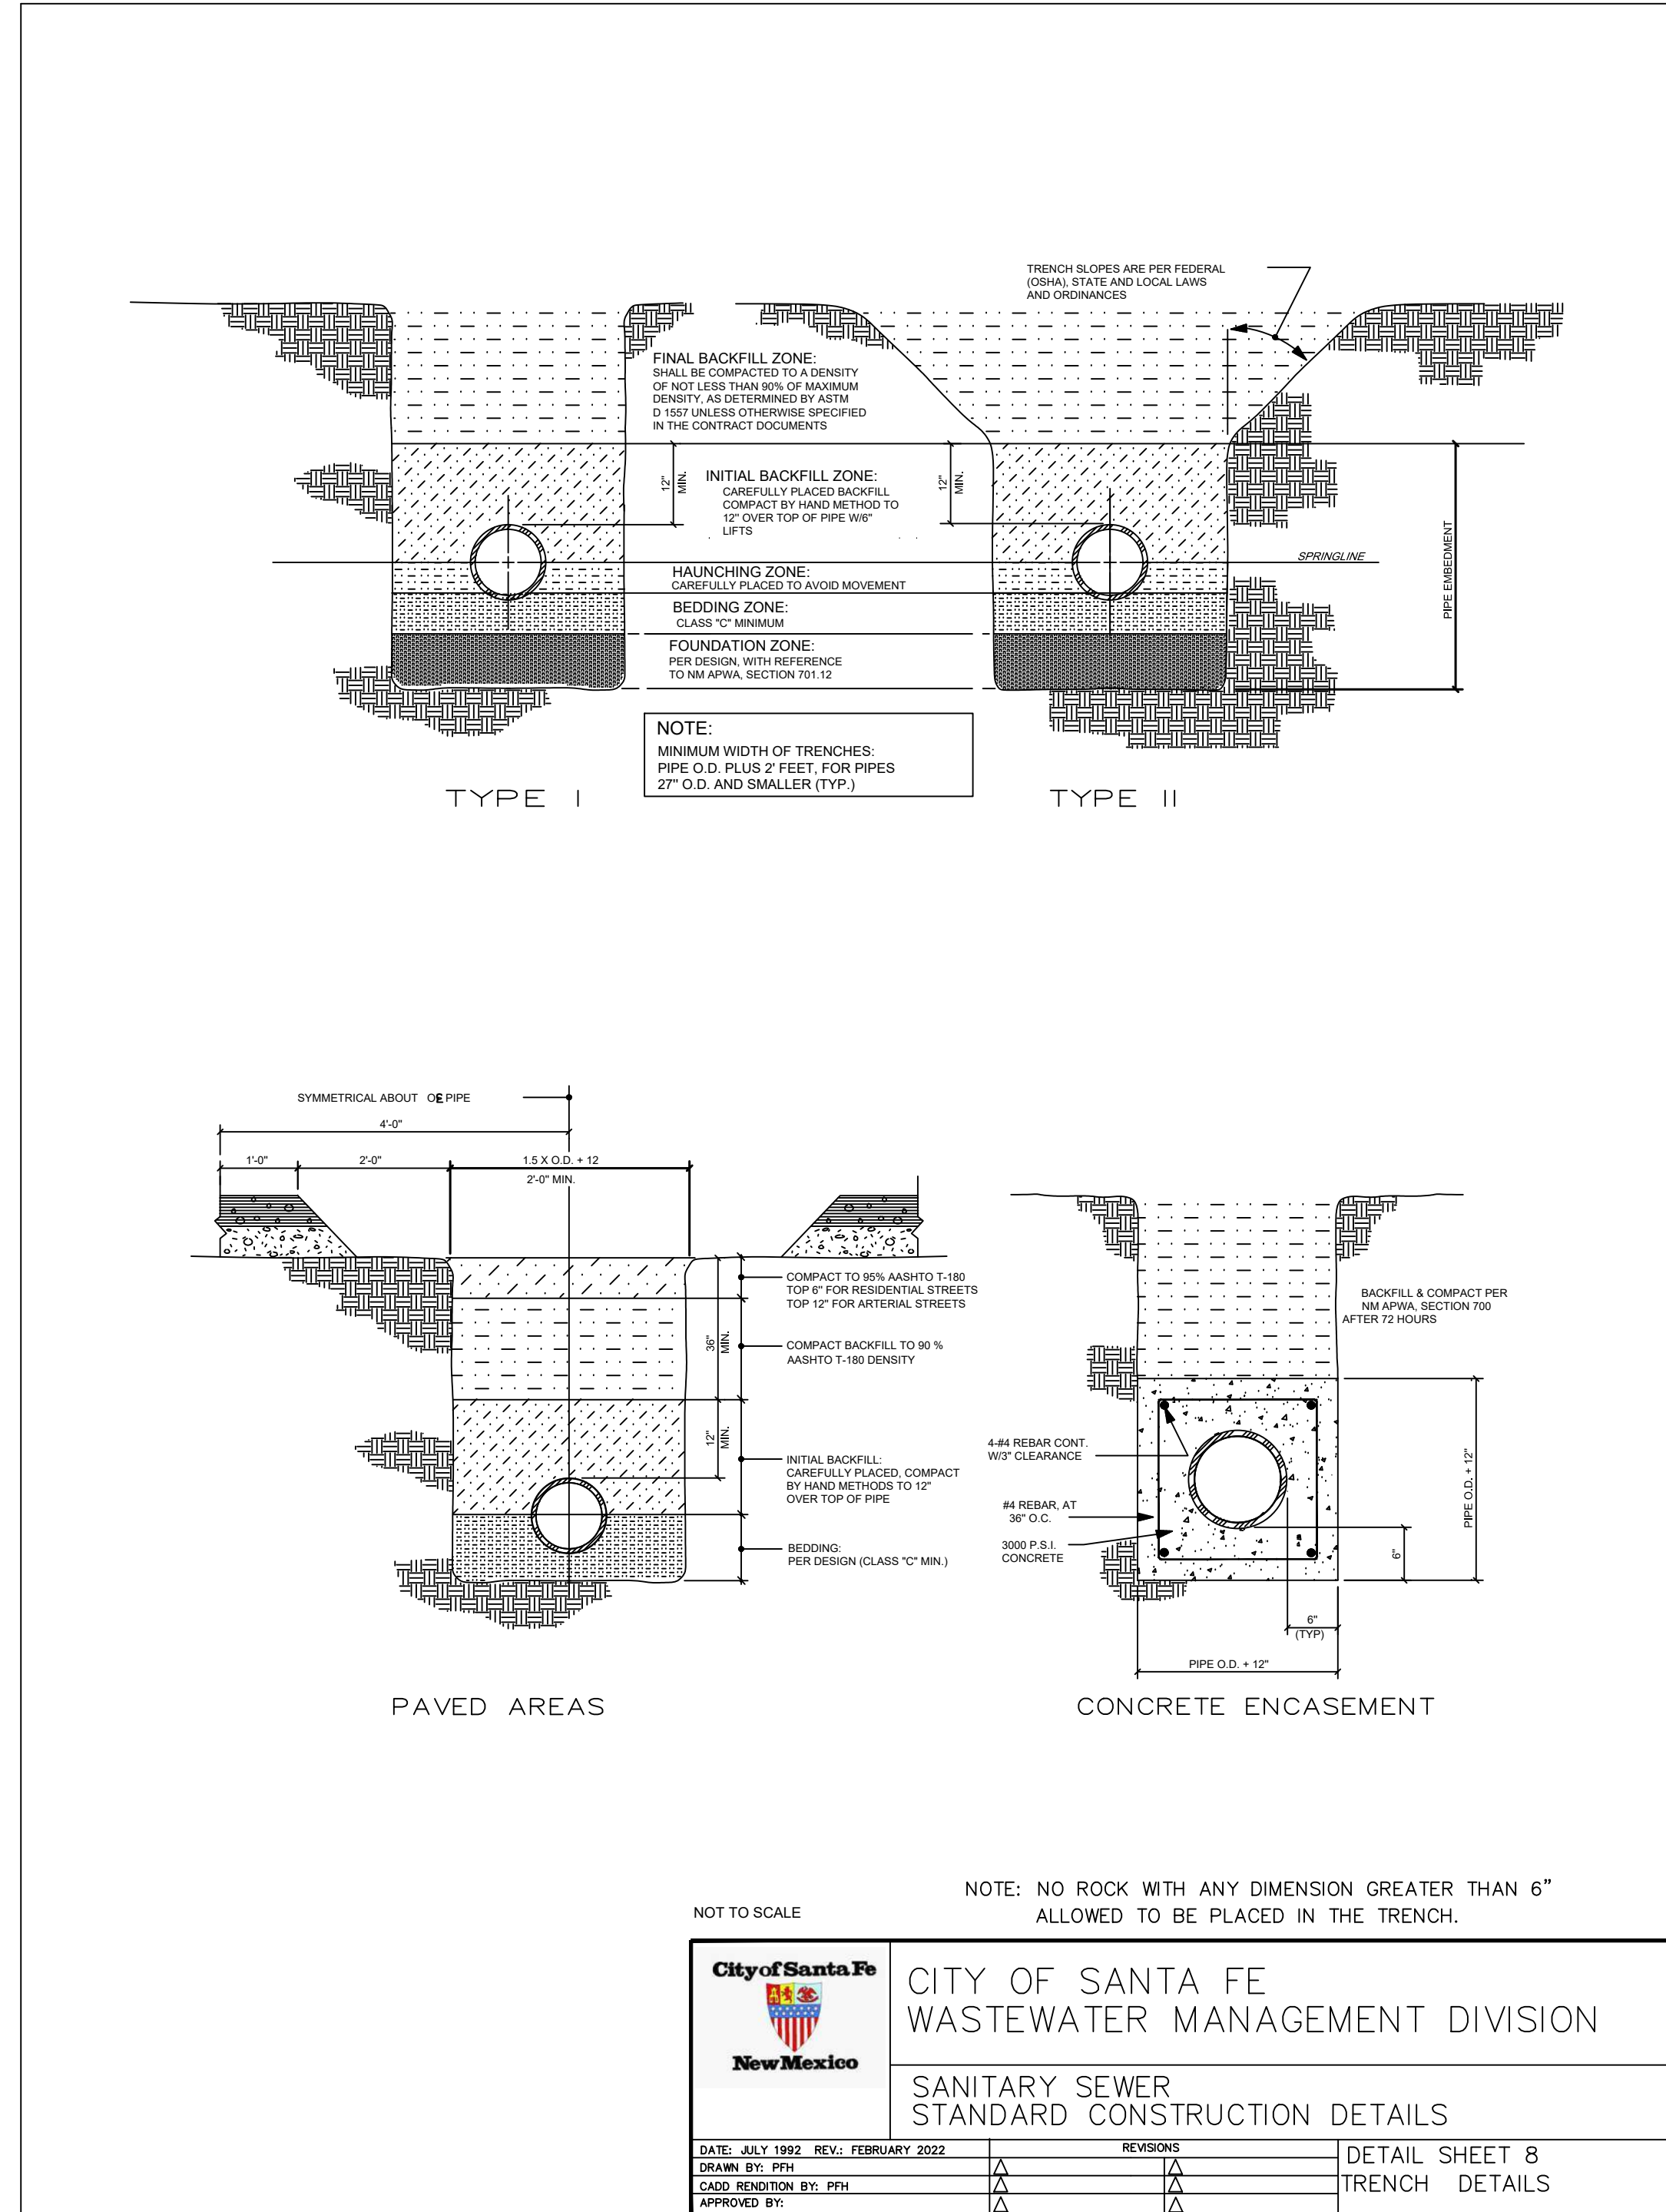 TRENCH SLOPES ARE PER FEDERAL
(OSHA), STATE AND LOCAL LAWS
AND ORDINANCES
FINAL BACKFILL ZONE:
SHALL BE COMPACTED TO A DENSITY
OF NOT LESS THAN 90% OF MAXIMUM
DENSITY, AS DETERMINED BY ASTM
D 1557 UNLESS OTHERWISE SPECIFIED
IN THE CONTRACT DOCUMENTS
12"
MIN.
INITIAL BACKFILL ZONE:
CAREFULLY PLACED BACKFILL
COMPACT BY HAND METHOD TO
12" OVER TOP OF PIPE W/6"
LIFTS
12"
MIN.
SPRINGLINE
PIPE EMBEDMENT
HAUNCHING ZONE:
CAREFULLY PLACED TO AVOID MOVEMENT
BEDDING ZONE:
CLASS "C" MINIMUM
FOUNDATION ZONE:
PER DESIGN, WITH REFERENCE
TO NM APWA, SECTION 701.12
NOTE:
MINIMUM WIDTH OF TRENCHES:
PIPE O.D. PLUS 2' FEET, FOR PIPES
27" O.D. AND SMALLER (TYP.)
TYPE I
TYPE II
SYMMETRICAL ABOUT OF PIPE
4'-0"
1'-0"
2'-0"
1.5 X O.D. + 12
2'-0" MIN.
COMPACT TO 95% AASHTO T-180
TOP 6" FOR RESIDENTIAL STREETS
TOP 12" FOR ARTERIAL STREETS
36"
MIN.
COMPACT BACKFILL TO 90 %
AASHTO T-180 DENSITY
12"
MIN.
INITIAL BACKFILL:
CAREFULLY PLACED, COMPACT
BY HAND METHODS TO 12"
OVER TOP OF PIPE
BEDDING:
PER DESIGN (CLASS "C" MIN.)
PAVED AREAS
BACKFILL & COMPACT PER
NM APWA, SECTION 700
AFTER 72 HOURS
4-#4 REBAR CONT.
W/3" CLEARANCE
#4 REBAR, AT
36" O.C.
3000 P.S.I.
CONCRETE
PIPE O.D. + 12"
6"
6"
(TYP)
PIPE O.D. + 12"
CONCRETE ENCASEMENT
NOT TO SCALE
NOTE: NO ROCK WITH ANY DIMENSION GREATER THAN 6"
ALLOWED TO BE PLACED IN THE TRENCH.
City of Santa Fe
New Mexico
CITY OF SANTA FE
WASTEWATER MANAGEMENT DIVISION
SANITARY SEWER
STANDARD CONSTRUCTION DETAILS
DATE: JULY 1992 REV.: FEBRUARY 2022
REVISIONS
DRAWN BY: PFH
CADD RENDITION BY: PFH
APPROVED BY:
DETAIL SHEET 8
TRENCH DETAILS